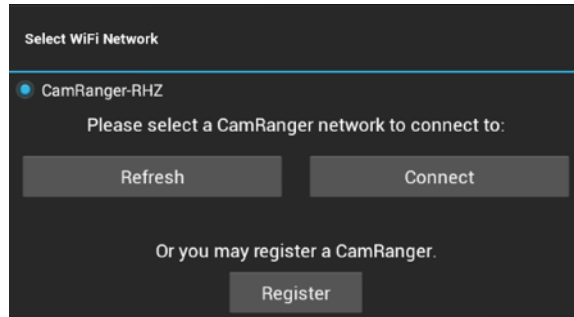 Select WiFi Network
CamRanger-RHZ
Please select a CamRanger network to connect to:
Refresh Connect
Or you may register a CamRanger.
Register